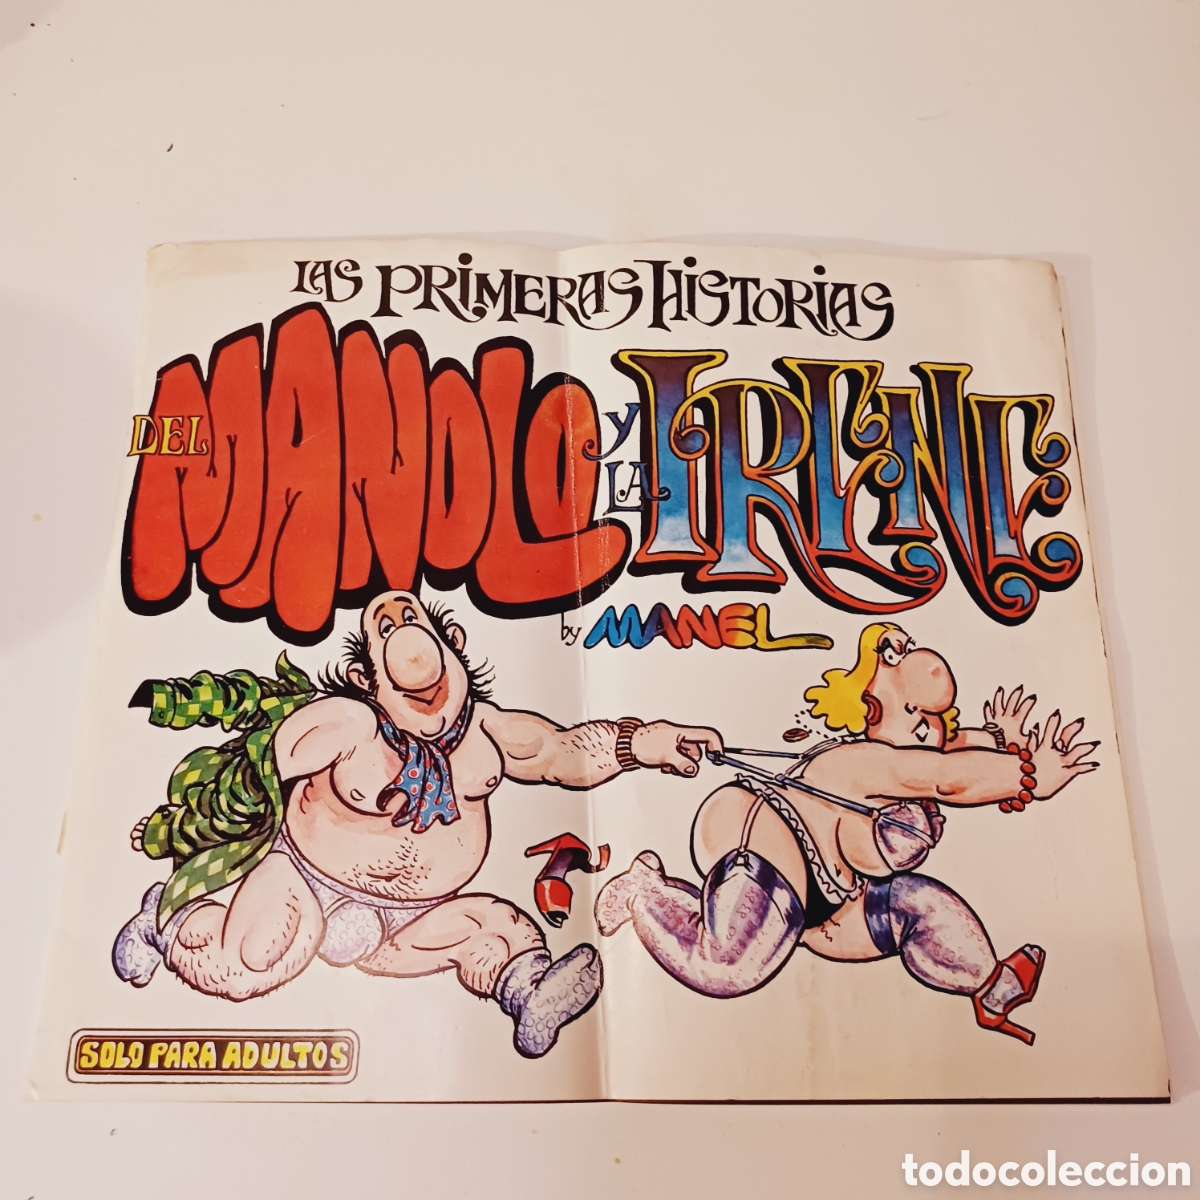 LAS PRIMERAS HISTORIAS
DEL MANOLO Y LA IRENE
by MANEL
SOLO PARA ADULTOS
todocoleccion